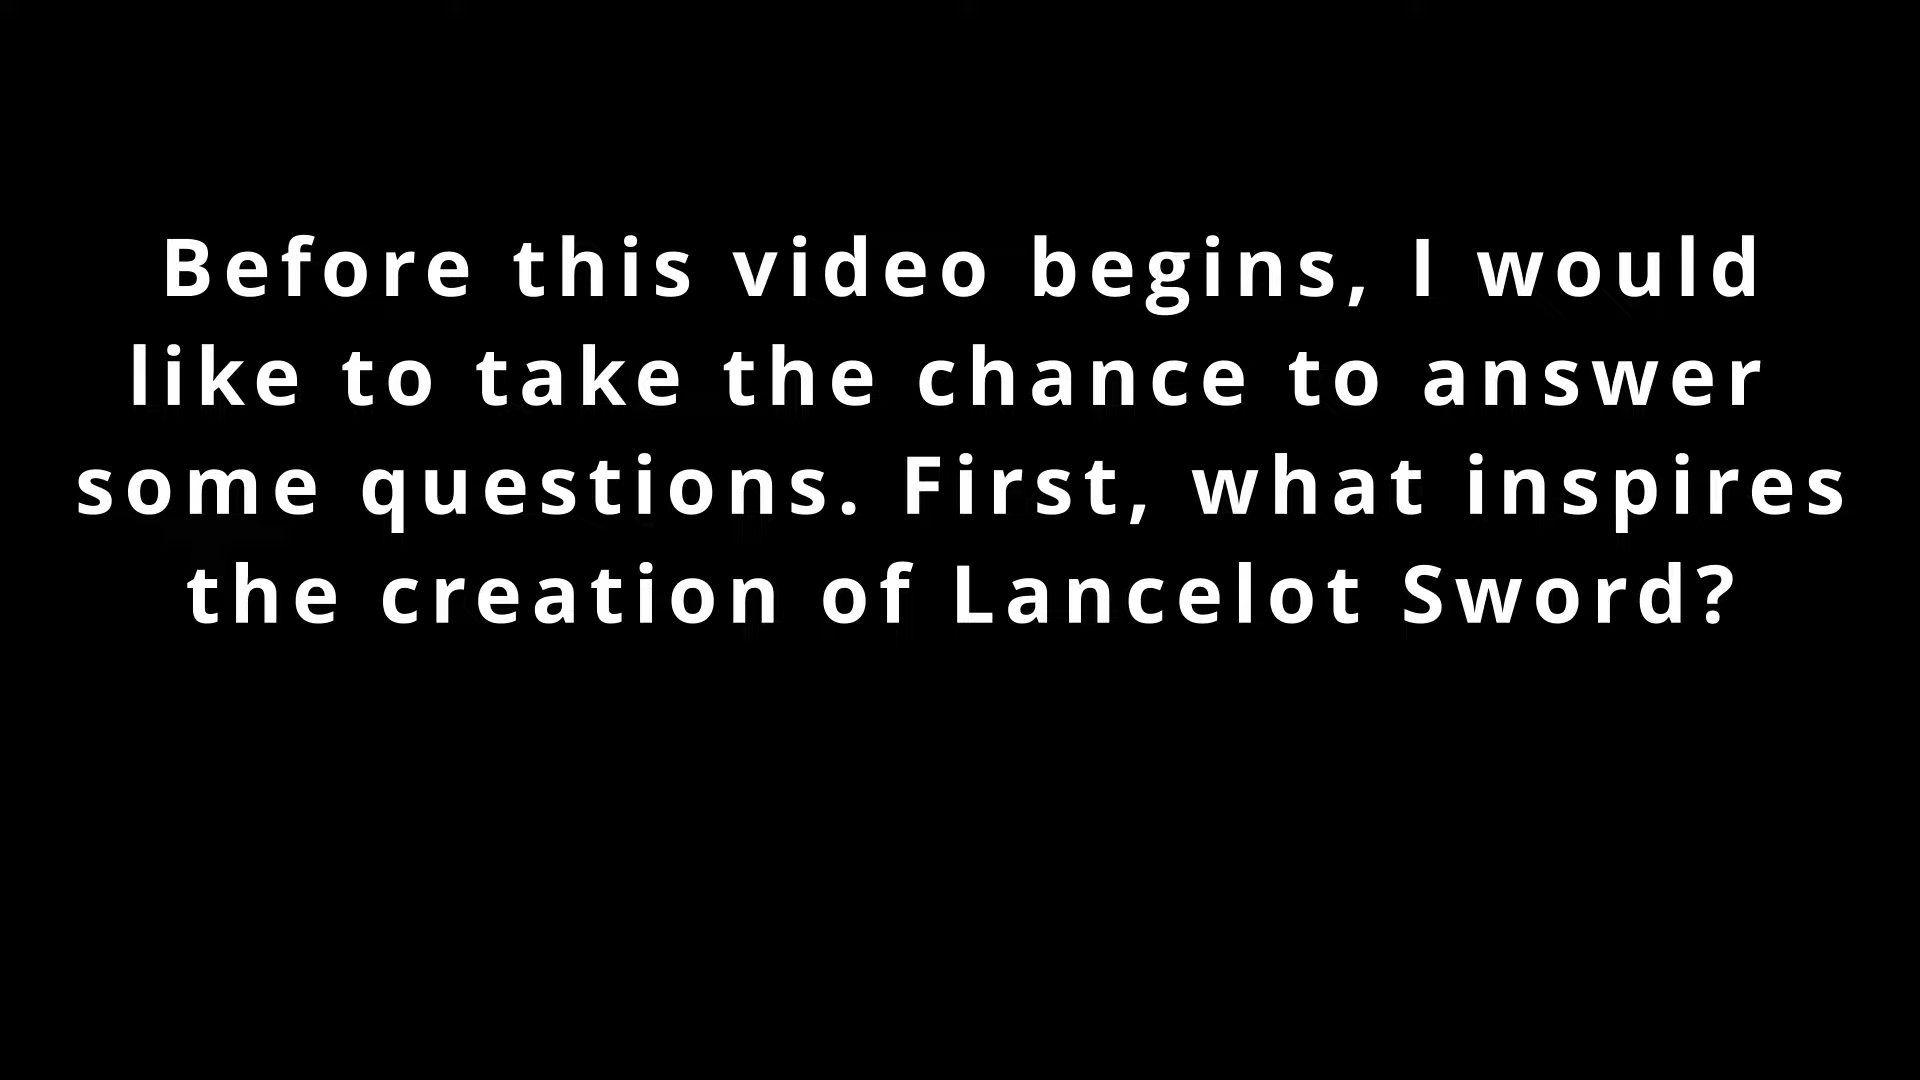 Before this video begins, I would
like to take the chance to answer
some questions. First, what inspires
the creation of Lancelot Sword?